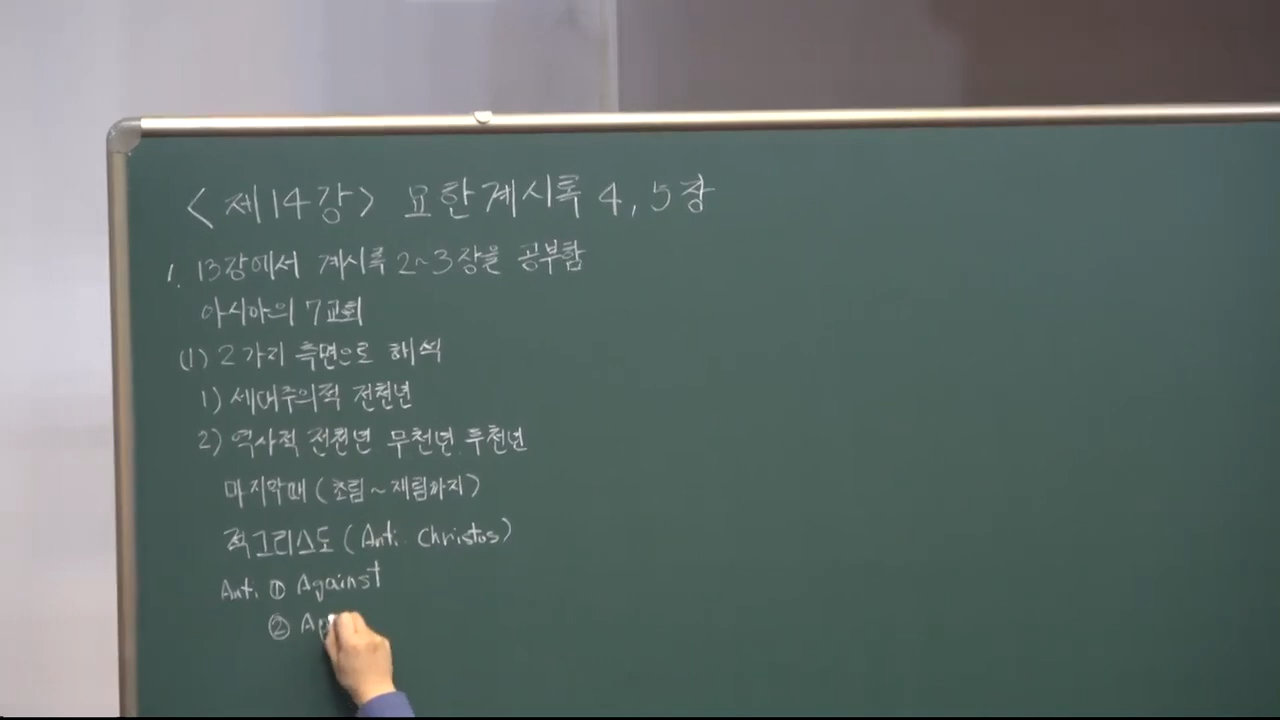 <제14강> 요한계시록 4, 5장
1. 13강에서 계시록 2~3장을 공부함
아시아의 7교회
(1) 2가지 측면으로 해석
1) 세대주의적 전천년
2) 역사적 전천년 무천년. 후천년
마지막때 (초림~재림까지)
적그리스도 (Anti. Christos)
Anti ① Against
② Ap